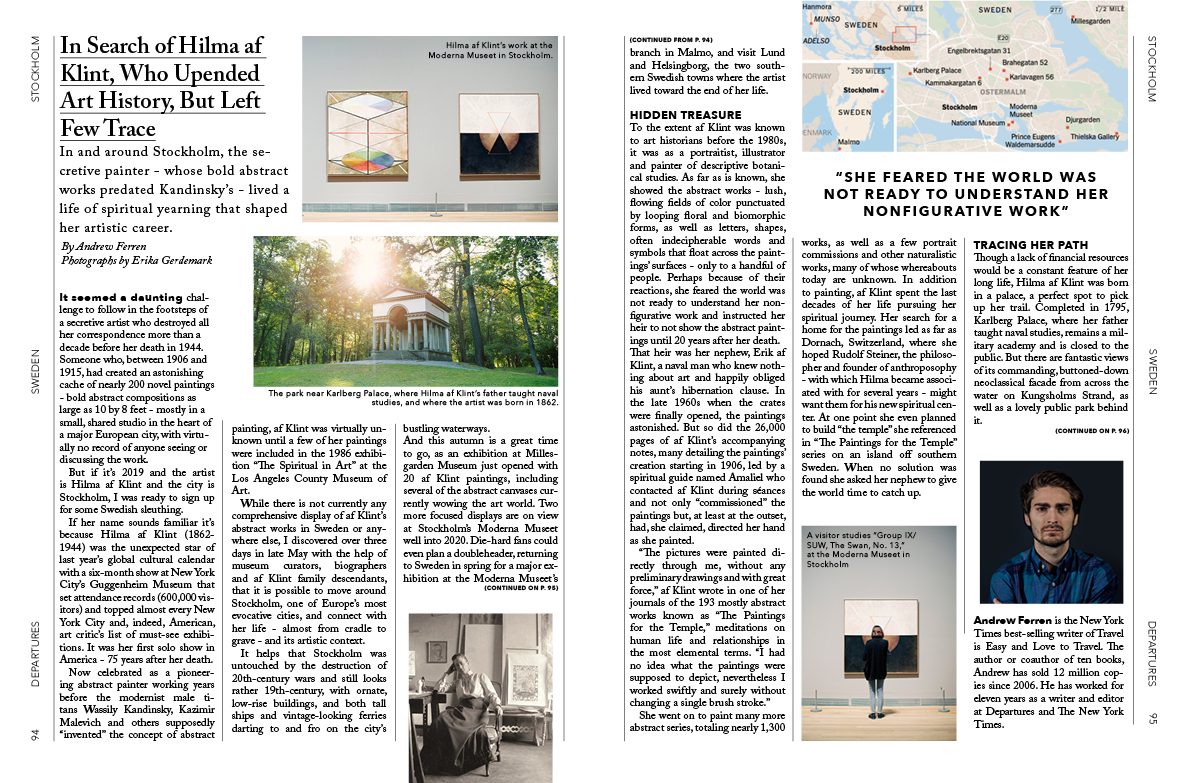 STOCKHOLM
SWEDEN
DEPARTURES
94
In Search of Hilma af
Klint, Who Upended
Art History, But Left
Few Trace
In and around Stockholm, the se-
cretive painter – whose bold abstract
works predated Kandinsky's – lived a
life of spiritual yearning that shaped
her artistic career.
By Andrew Ferren
Photographs by Erika Gerdemark
Hilma af Klint's work at the
Moderna Museet in Stockholm.
The park near Karlberg Palace, where Hilma af Klint's father taught naval
studies, and where the artist was born in 1862.
It seemed a daunting chal-
lenge to follow in the footsteps of
a secretive artist who destroyed all
her correspondence more than a
decade before her death in 1944.
Someone who, between 1906 and
1915, had created an astonishing
cache of nearly 200 novel paintings
– bold abstract compositions as
large as 10 by 8 feet – mostly in a
small, shared studio in the heart of
a major European city, with virtu-
ally no record of anyone seeing or
discussing the work.
But if it's 2019 and the artist
is Hilma af Klint and the city is
Stockholm, I was ready to sign up
for some Swedish sleuthing.
If her name sounds familiar it's
because Hilma af Klint (1862-
1944) was the unexpected star of
last year's global cultural calendar
with a six-month show at New York
City's Guggenheim Museum that
set attendance records (600,000 vis-
itors) and topped almost every New
York City and, indeed, American,
art critic's list of must-see exhibi-
tions. It was her first solo show in
America – 75 years after her death.
Now celebrated as a pioneer-
ing abstract painter working years
before the modernist male ti-
tans Wassily Kandinsky, Kazimir
Malevich and others supposedly
"invented" the concept of abstract
painting, af Klint was virtually un-
known until a few of her paintings
were included in the 1986 exhibi-
tion "The Spiritual in Art" at the
Los Angeles County Museum of
Art.
While there is not currently any
comprehensive display of af Klint's
abstract works in Sweden or any-
where else, I discovered over three
days in late May with the help of
museum curators, biographers
and af Klint family descendants,
that it is possible to move around
Stockholm, one of Europe's most
evocative cities, and connect with
her life – almost from cradle to
grave – and its artistic context.
It helps that Stockholm was
untouched by the destruction of
20th-century wars and still looks
rather 19th-century, with ornate,
low-rise buildings, and both tall
ships and vintage-looking ferries
darting to and fro on the city's
bustling waterways.
And this autumn is a great time
to go, as an exhibition at Milles-
garden Museum just opened with
20 af Klint paintings, including
several of the abstract canvases cur-
rently wowing the art world. Two
more focused displays are on view
at Stockholm's Moderna Museet
well into 2020. Die-hard fans could
even plan a doubleheader, returning
to Sweden in spring for a major ex-
hibition at the Moderna Museet's
(CONTINUED ON P. 95)
(CONTINUED FROM P. 94)
branch in Malmo, and visit Lund
and Helsingborg, the two south-
ern Swedish towns where the artist
lived toward the end of her life.
HIDDEN TREASURE
To the extent af Klint was known
to art historians before the 1980s,
it was as a portraitist, illustrator
and painter of descriptive botani-
cal studies. As far as is known, she
showed the abstract works – lush,
flowing fields of color punctuated
by looping floral and biomorphic
forms, as well as letters, shapes,
often indecipherable words and
symbols that float across the paint-
ings' surfaces – only to a handful of
people. Perhaps because of their
reactions, she feared the world was
not ready to understand her non-
figurative work and instructed her
heir to not show the abstract paint-
ings until 20 years after her death.
That heir was her nephew, Erik af
Klint, a naval man who knew noth-
ing about art and happily obliged
his aunt's hibernation clause. In
the late 1960s when the crates
were finally opened, the paintings
astonished. But so did the 26,000
pages of af Klint's accompanying
notes, many detailing the paintings'
creation starting in 1906, led by a
spiritual guide named Amaliel who
contacted af Klint during séances
and not only "commissioned" the
paintings but, at least at the outset,
had, she claimed, directed her hand
as she painted.
"The pictures were painted di-
rectly through me, without any
preliminary drawings and with great
force," af Klint wrote in one of her
journals of the 193 mostly abstract
works known as "The Paintings
for the Temple," meditations on
human life and relationships in
the most elemental terms. "I had
no idea what the paintings were
supposed to depict, nevertheless I
worked swiftly and surely without
changing a single brush stroke."
She went on to paint many more
abstract series, totaling nearly 1,300
Hanmora
MUNSO
ADELSO
5 MILES
Stockholm
NORWAY
200 MILES
Stockholm
SWEDEN
DENMARK
Malmo
SWEDEN
277
1/2 MILE
Millesgarden
E20
Engelbrektsgatan 31
Brahegatan 52
Karlberg Palace
Karlavagen 56
Kammakargatan 6
OSTERMALM
Stockholm
Moderna
Museet
National Museum
Djurgarden
Prince Eugens
Waldemarsudde
Thielska Gallery
"SHE FEARED THE WORLD WAS
NOT READY TO UNDERSTAND HER
NONFIGURATIVE WORK"
works, as well as a few portrait
commissions and other naturalistic
works, many of whose whereabouts
today are unknown. In addition
to painting, af Klint spent the last
decades of her life pursuing her
spiritual journey. Her search for a
home for the paintings led as far as
Dornach, Switzerland, where she
hoped Rudolf Steiner, the philoso-
pher and founder of anthroposophy
– with which Hilma became associ-
ated with for several years – might
want them for his new spiritual cen-
ter. At one point she even planned
to build "the temple" she referenced
in "The Paintings for the Temple"
series on an island off southern
Sweden. When no solution was
found she asked her nephew to give
the world time to catch up.
A visitor studies "Group IX/
SUW, The Swan, No. 13,"
at the Moderna Museet in
Stockholm
TRACING HER PATH
Though a lack of financial resources
would be a constant feature of her
long life, Hilma af Klint was born
in a palace, a perfect spot to pick
up her trail. Completed in 1795,
Karlberg Palace, where her father
taught naval studies, remains a mil-
itary academy and is closed to the
public. But there are fantastic views
of its commanding, buttoned-down
neoclassical facade from across the
water on Kungsholms Strand, as
well as a lovely public park behind
it.
(CONTINUED ON P. 96)
Andrew Ferren is the New York
Times best-selling writer of Travel
is Easy and Love to Travel. The
author or coauthor of ten books,
Andrew has sold 12 million cop-
ies since 2006. He has worked for
eleven years as a writer and editor
at Departures and The New York
Times.
STOCKHOLM
SWEDEN
DEPARTURES
95